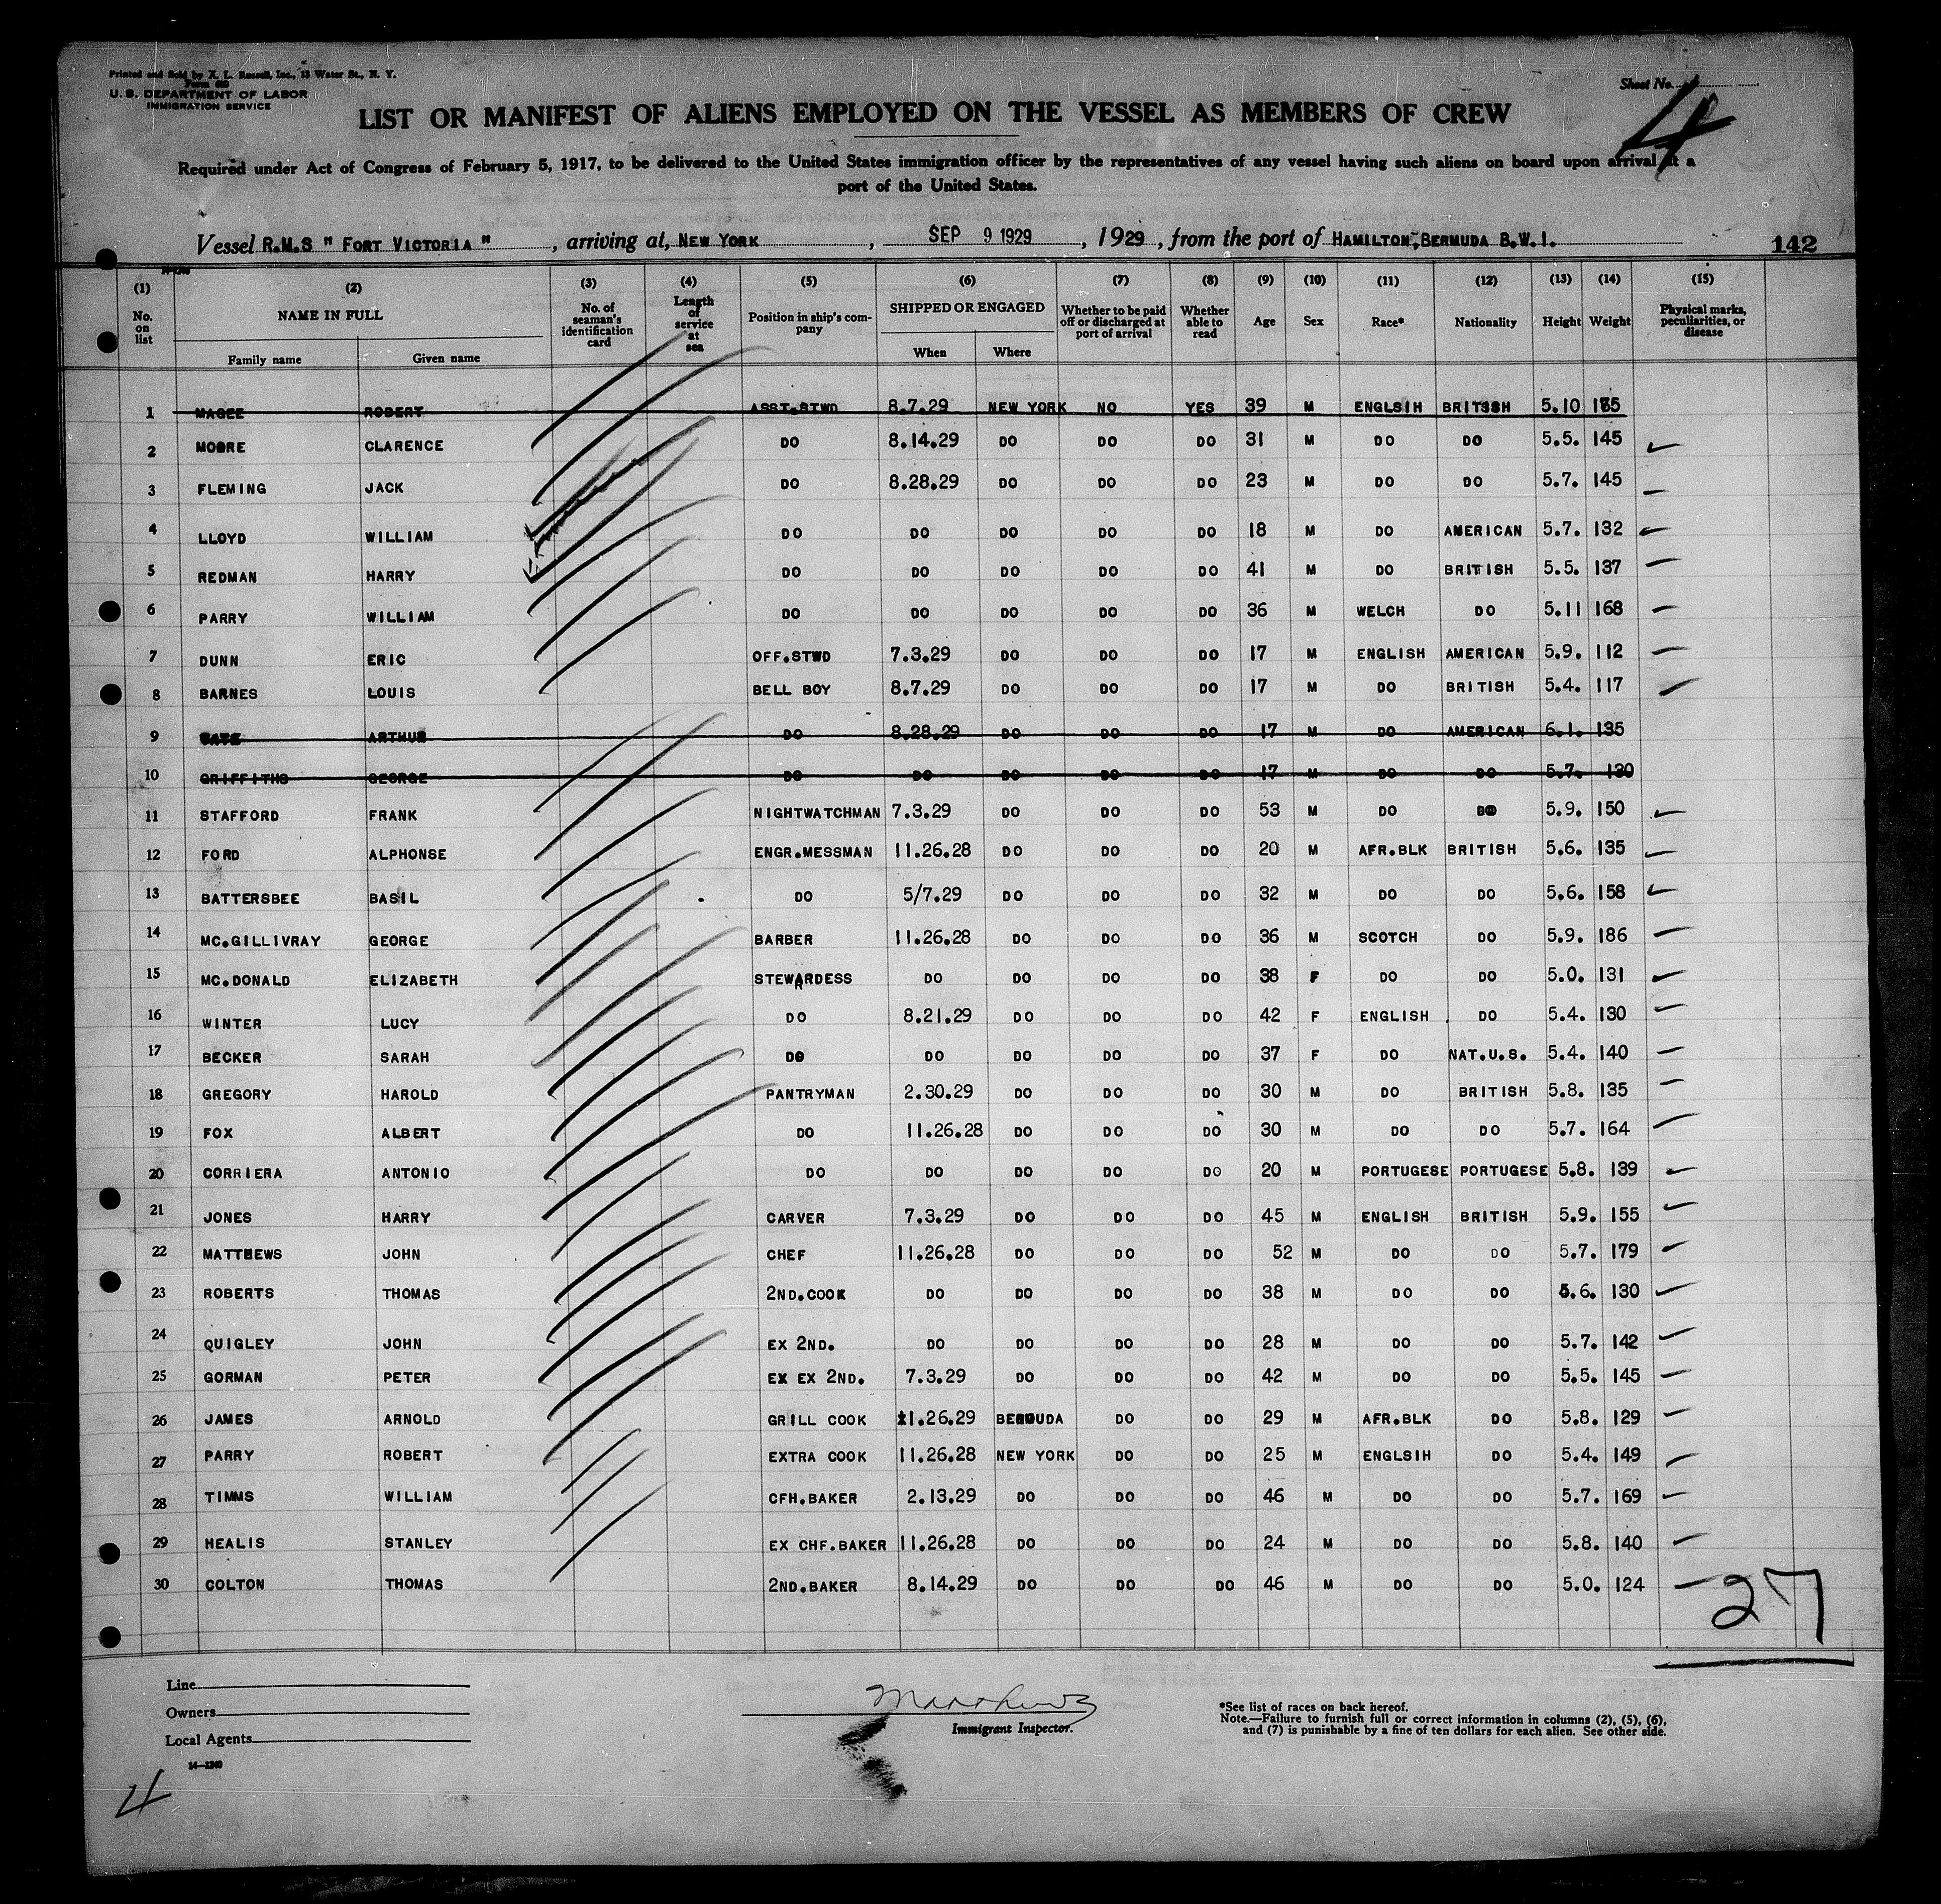 Printed and Sold by X. L. Russell, Inc., 13 Water St., N. Y.
U. S. DEPARTMENT OF LABOR
IMMIGRATION SERVICE
Sheet No.
4
LIST OR MANIFEST OF ALIENS EMPLOYED ON THE VESSEL AS MEMBERS OF CREW
Required under Act of Congress of February 5, 1917, to be delivered to the United States immigration officer by the representatives of any vessel having such aliens on board upon arrival at a
port of the United States.
Vessel R.M.S " FORT VICTORIA " , arriving at, NEW YORK , SEP 9 1929 , 1929 , from the port of HAMILTON, BERMUDA B.W.I. 142
(1) (2) (3) (4) (5) (6) (7) (8) (9) (10) (11) (12) (13) (14) (15)
No. on list NAME IN FULL Family name Given name No. of seaman's identification card Length of service at sea Position in ship's company SHIPPED OR ENGAGED When Where Whether to be paid off or discharged at port of arrival Whether able to read Age Sex Race* Nationality Height Weight Physical marks, peculiarities, or disease
1 MAGEE ROBERT ASST.STWD 8.7.29 NEW YORK NO YES 39 M ENGLSIH BRITSSH 5.10
2 MOORE CLARENCE DO 8.14.29 DO DO DO 31 M DO DO 5.5. 145
3 FLEMING JACK DO 8.28.29 DO DO DO 23 M DO DO 5.7. 145
4 LLOYD WILLIAM DO DO DO DO DO 18 M DO AMERICAN 5.7. 132
5 REDMAN HARRY DO DO DO DO DO 41 M DO BRITISH 5.5. 137
6 PARRY WILLIAM DO DO DO DO DO 36 M WELCH DO 5.11 168
7 DUNN ERIC OFF.STWD 7.3.29 DO DO DO 17 M ENGLISH AMERICAN 5.9. 112
8 BARNES LOUIS BELL BOY 8.7.29 DO DO DO 17 M DO BRITISH 5.4. 117
9 ARTHUR DO 8.28.29 DO DO DO 17 M DO AMERICAN 6.1. 135
10 GRIFFITHS GEORGE DO DO DO DO DO 17 M DO DO 5.7. 130
11 STAFFORD FRANK NIGHTWATCHMAN 7.3.29 DO DO DO 53 M DO DO 5.9. 150
12 FORD ALPHONSE ENGR.MESSMAN 11.26.28 DO DO DO 20 M AFR.BLK BRITISH 5.6. 135
13 BATTERSBEE BASIL DO 5/7.29 DO DO DO 32 M DO DO 5.6. 158
14 MC.GILLIVRAY GEORGE BARBER 11.26.28 DO DO DO 36 M SCOTCH DO 5.9. 186
15 MC.DONALD ELIZABETH STEWARDESS DO DO DO DO 38 F DO DO 5.0. 131
16 WINTER LUCY DO 8.21.29 DO DO DO 42 F ENGLISH DO 5.4. 130
17 BECKER SARAH DO DO DO DO DO 37 F DO NAT.U.S. 5.4. 140
18 GREGORY HAROLD PANTRYMAN 2.30.29 DO DO DO 30 M DO BRITISH 5.8. 135
19 FOX ALBERT DO 11.26.28 DO DO DO 30 M DO DO 5.7. 164
20 CORRIERA ANTONIO DO DO DO DO DO 20 M PORTUGESE PORTUGESE 5.8. 139
21 JONES HARRY CARVER 7.3.29 DO DO DO 45 M ENGLISH BRITISH 5.9. 155
22 MATTHEWS JOHN CHEF 11.26.28 DO DO DO 52 M DO DO 5.7. 179
23 ROBERTS THOMAS 2ND.COOK DO DO DO DO 38 M DO DO 5.6. 130
24 QUIGLEY JOHN EX 2ND. DO DO DO DO 28 M DO DO 5.7. 142
25 GORMAN PETER EX EX 2ND. 7.3.29 DO DO DO 42 M DO DO 5.5. 145
26 JAMES ARNOLD GRILL COOK 11.26.29 BERMUDA DO DO 29 M AFR.BLK DO 5.8. 129
27 PARRY ROBERT EXTRA COOK 11.26.28 NEW YORK DO DO 25 M ENGLSIH DO 5.4. 149
28 TIMMS WILLIAM CFH.BAKER 2.13.29 DO DO DO 46 M DO DO 5.7. 169
29 HEALIS STANLEY EX CHF.BAKER 11.26.28 DO DO DO 24 M DO DO 5.8. 140
30 COLTON THOMAS 2ND.BAKER 8.14.29 DO DO DO 46 M DO DO 5.0. 124
27
Line
Owners
Local Agents
14—1240
Matthews
Immigrant Inspector.
*See list of races on back hereof.
Note.—Failure to furnish full or correct information in columns (2), (5), (6),
and (7) is punishable by a fine of ten dollars for each alien. See other side.
4